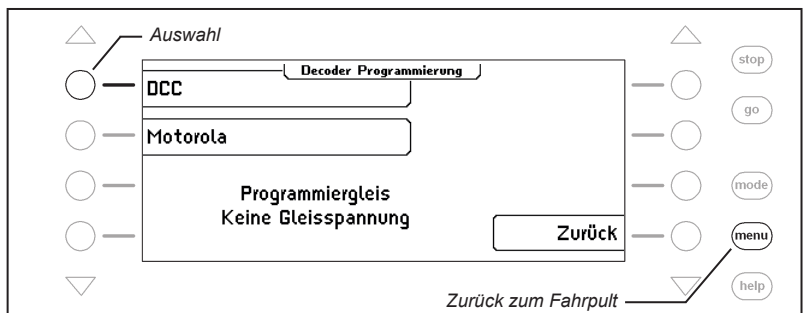 Auswahl
stop
Decoder Programmierung
DCC
go
Motorola
Programmiergleis
mode
Keine Gleisspannung
Zurück
menu
help
Zurück zum Fahrpult